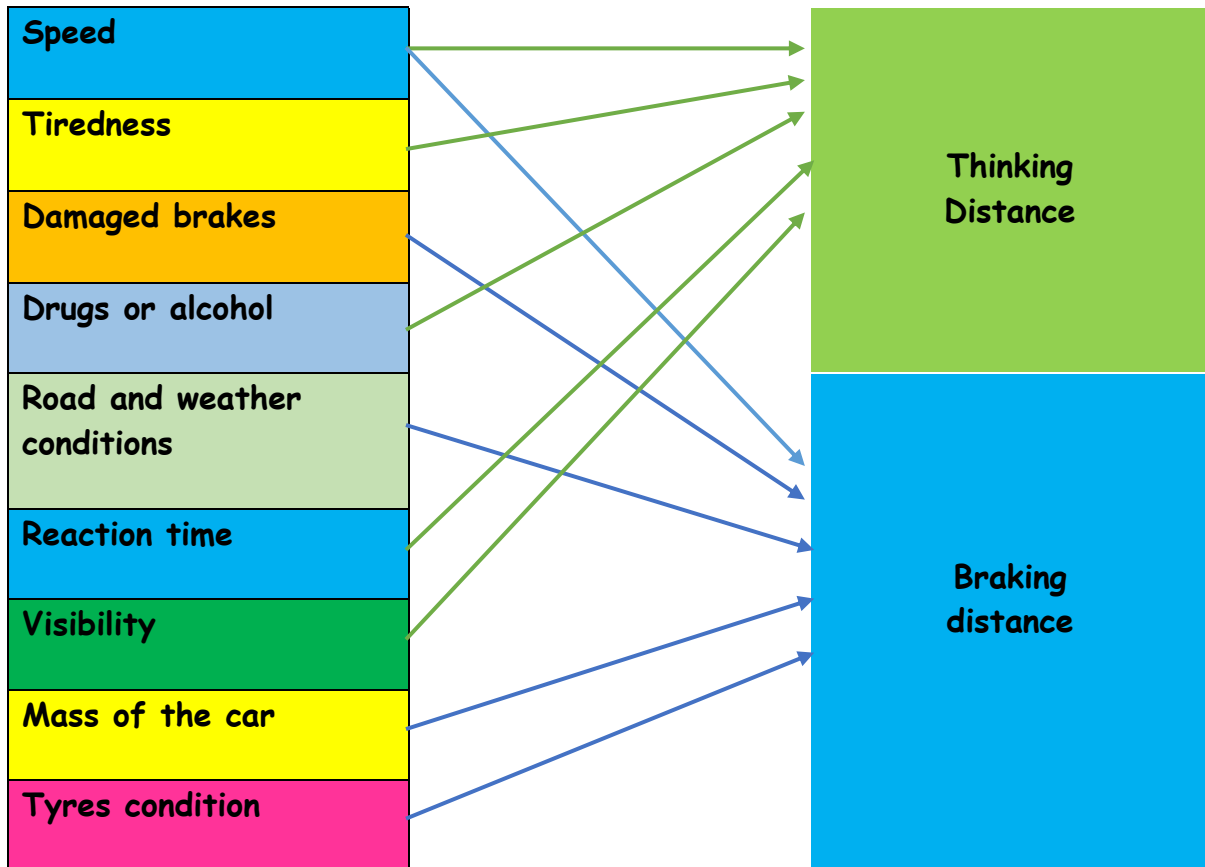 Speed
Tiredness
Damaged brakes
Drugs or alcohol
Road and weather
conditions
Reaction time
Visibility
Mass of the car
Tyres condition
Thinking
Distance
Braking
distance